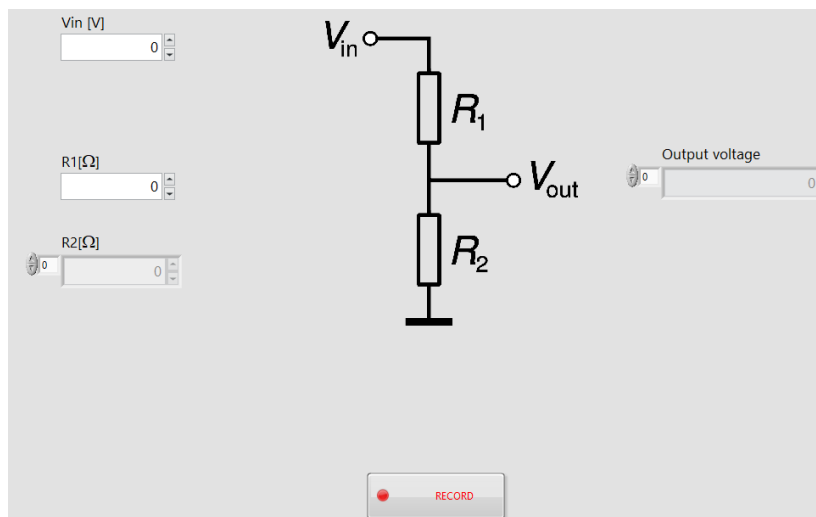 Vin [V]
0
R1[Ω]
0
R2[Ω]
0
0
Vin
R1
Vout
R2
Output voltage
0
0
RECORD